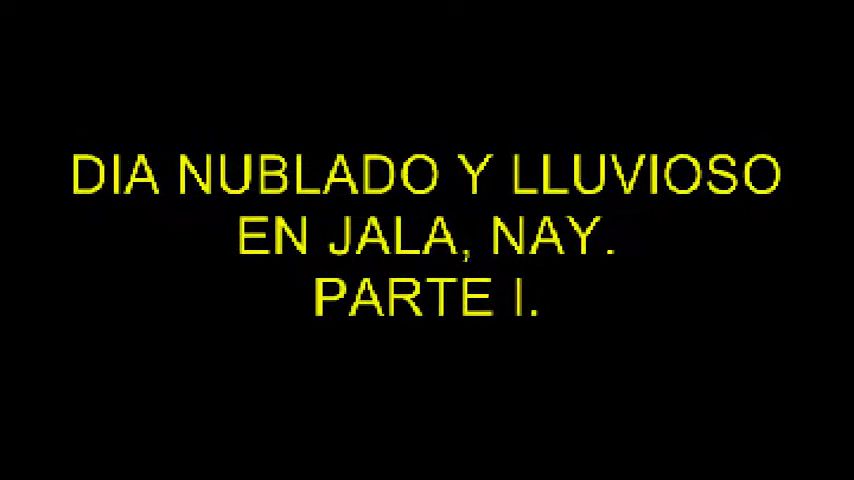 DIA NUBLADO Y LLUVIOSO
EN JALA, NAY.
PARTE I.